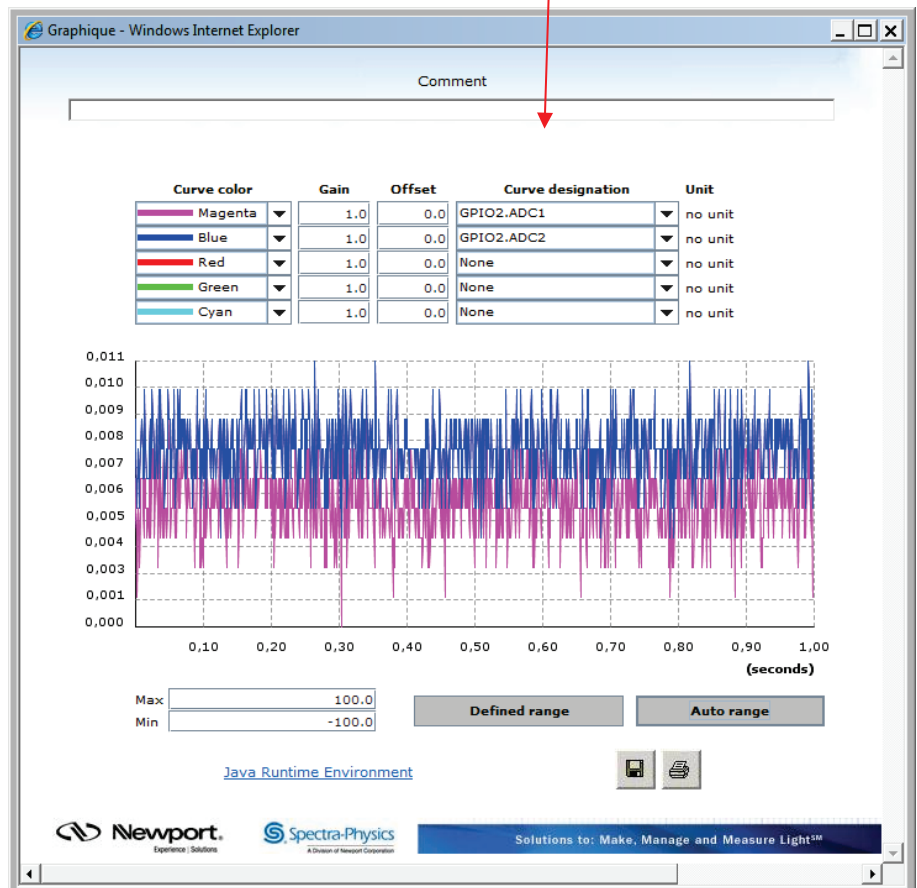 Graphique - Windows Internet Explorer
Comment
Curve color Gain Offset Curve designation Unit
Magenta 1.0 0.0 GPIO2.ADC1 no unit
Blue 1.0 0.0 GPIO2.ADC2 no unit
Red 1.0 0.0 None no unit
Green 1.0 0.0 None no unit
Cyan 1.0 0.0 None no unit
0,011
0,010
0,009
0,008
0,007
0,006
0,005
0,004
0,003
0,001
0,000
0,10 0,20 0,30 0,40 0,50 0,60 0,70 0,80 0,90 1,00
(seconds)
Max 100.0
Min -100.0
Defined range Auto range
Java Runtime Environment
Newport®
Experience | Solutions
Spectra-Physics
A Division of Newport Corporation
Solutions to: Make, Manage and Measure Light℠